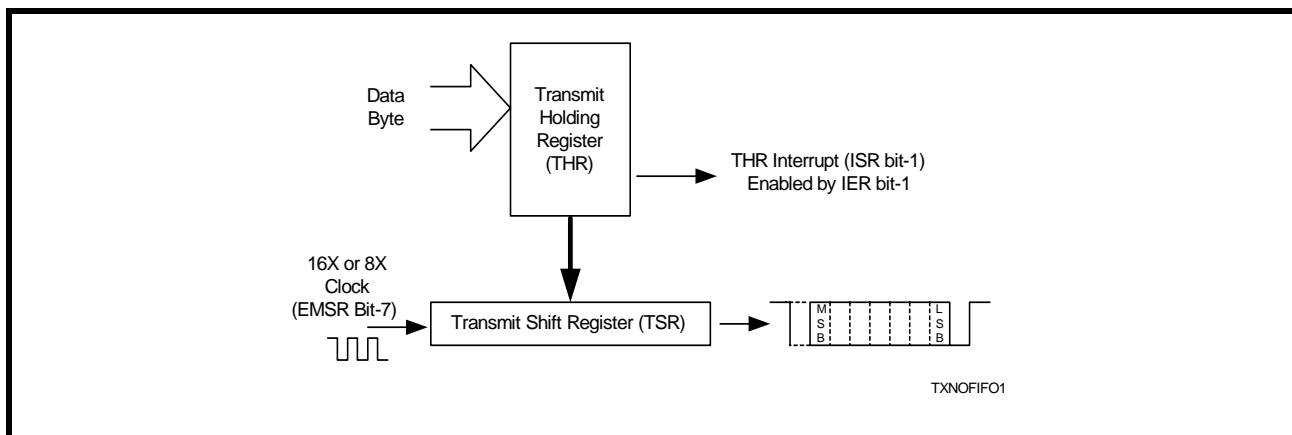 Data
Byte
Transmit
Holding
Register
(THR)
THR Interrupt (ISR bit-1)
Enabled by IER bit-1
16X or 8X
Clock
(EMSR Bit-7)
Transmit Shift Register (TSR)
M
S
B
L
S
B
TXNOFIFO1